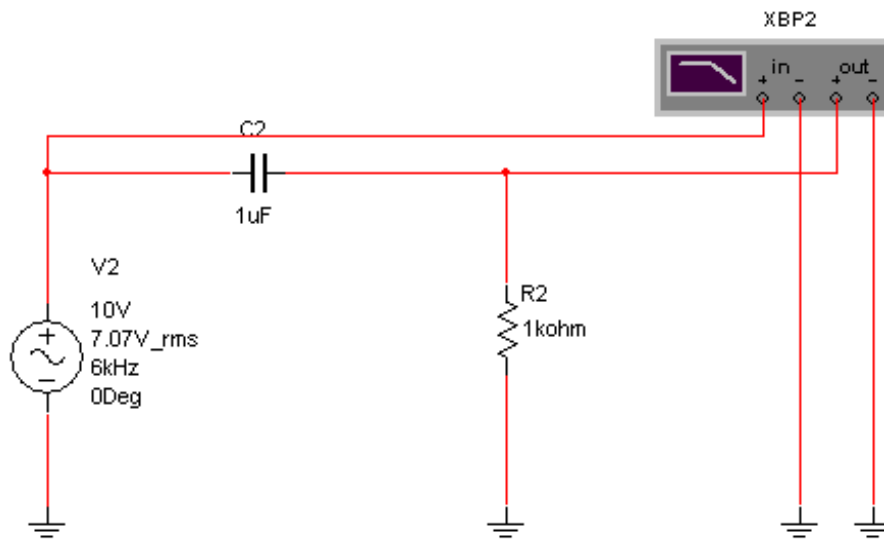 XBP2
in
out
C2
1uF
V2
10V
7.07V_rms
6kHz
0Deg
R2
1kohm